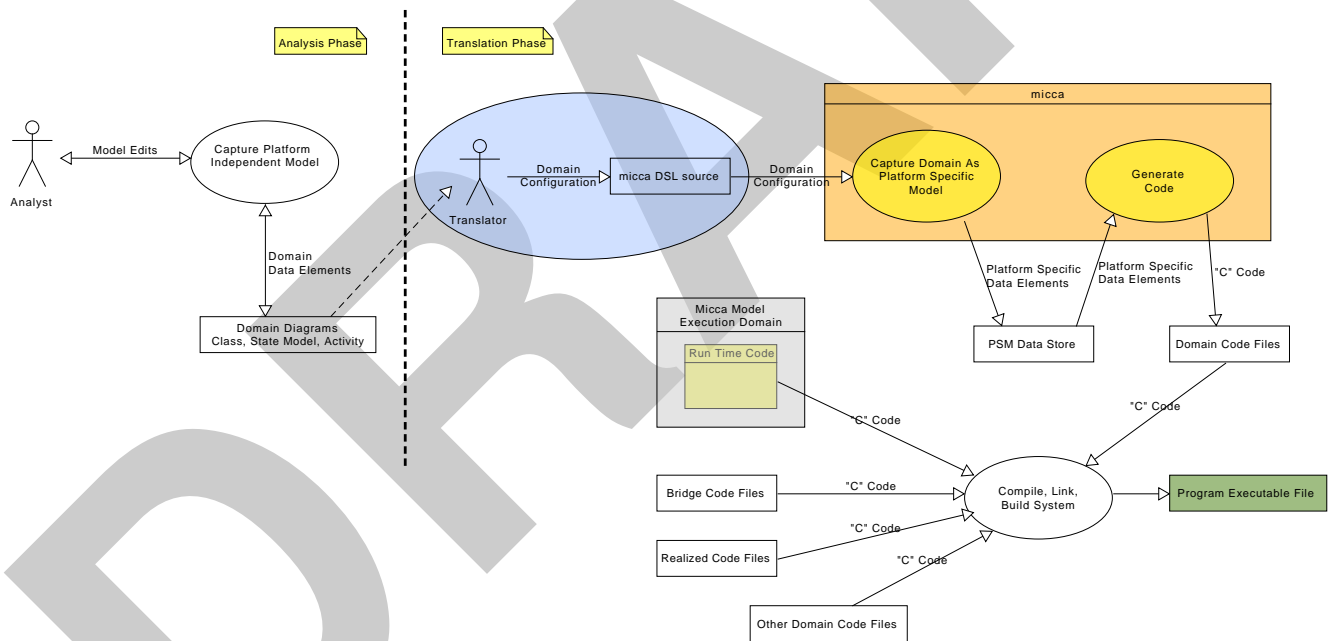 Analysis Phase
Translation Phase
micca
Analyst
Model Edits
Capture Platform
Independent Model
Domain
Data Elements
Domain Diagrams
Class, State Model, Activity
Translator
Domain
Configuration
micca DSL source
Domain
Configuration
Capture Domain As
Platform Specific
Model
Generate
Code
Platform Specific
Data Elements
Platform Specific
Data Elements
"C" Code
PSM Data Store
Domain Code Files
Micca Model
Execution Domain
Run Time Code
"C" Code
"C" Code
Bridge Code Files
"C" Code
Compile, Link,
Build System
Program Executable File
Realized Code Files
"C" Code
"C" Code
Other Domain Code Files
DRA